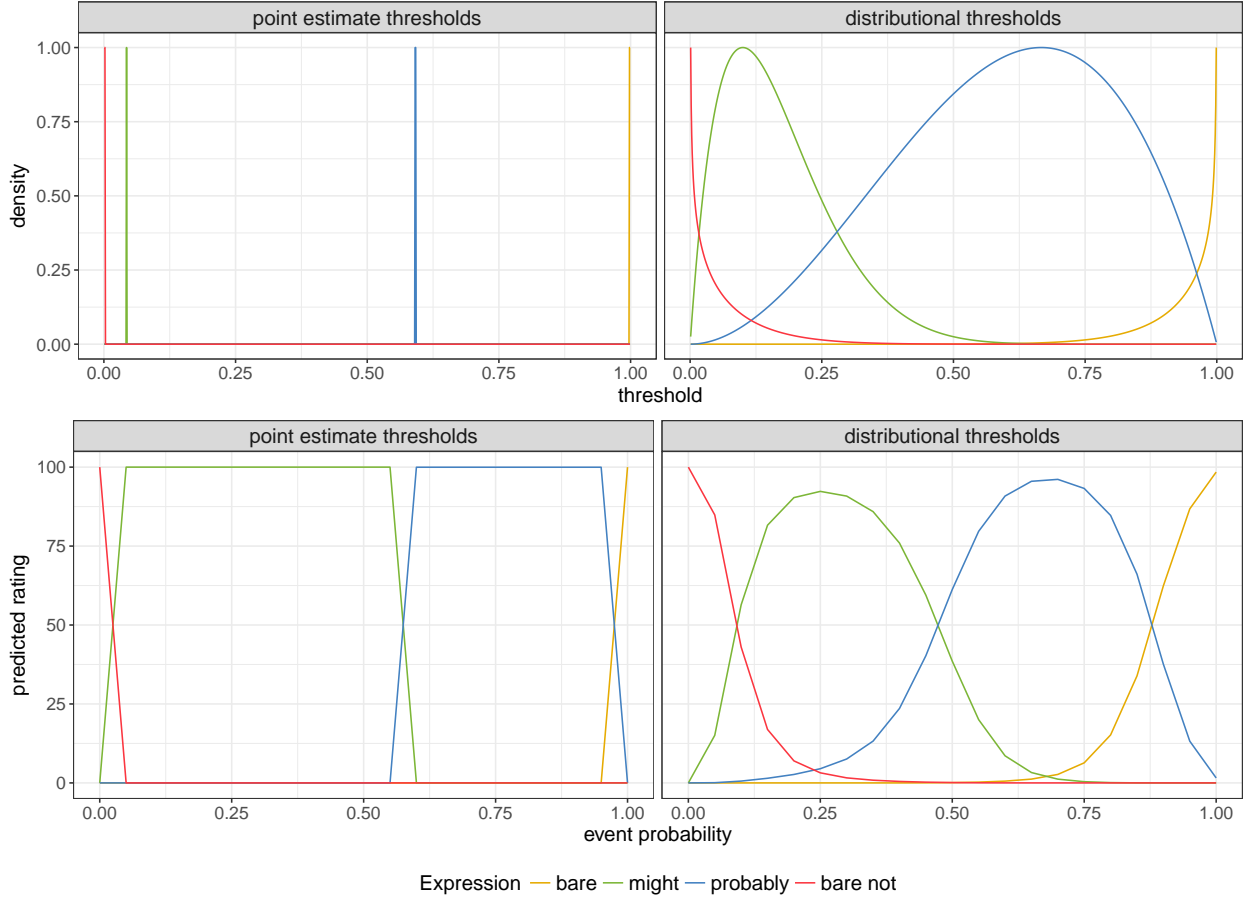 point estimate thresholds
distributional thresholds
density
1.00
0.75
0.50
0.25
0.00
0.00 0.25 0.50 0.75 1.00
0.00 0.25 0.50 0.75 1.00
threshold
point estimate thresholds
distributional thresholds
predicted rating
100
75
50
25
0
0.00 0.25 0.50 0.75 1.00
0.00 0.25 0.50 0.75 1.00
event probability
Expression bare might probably bare not